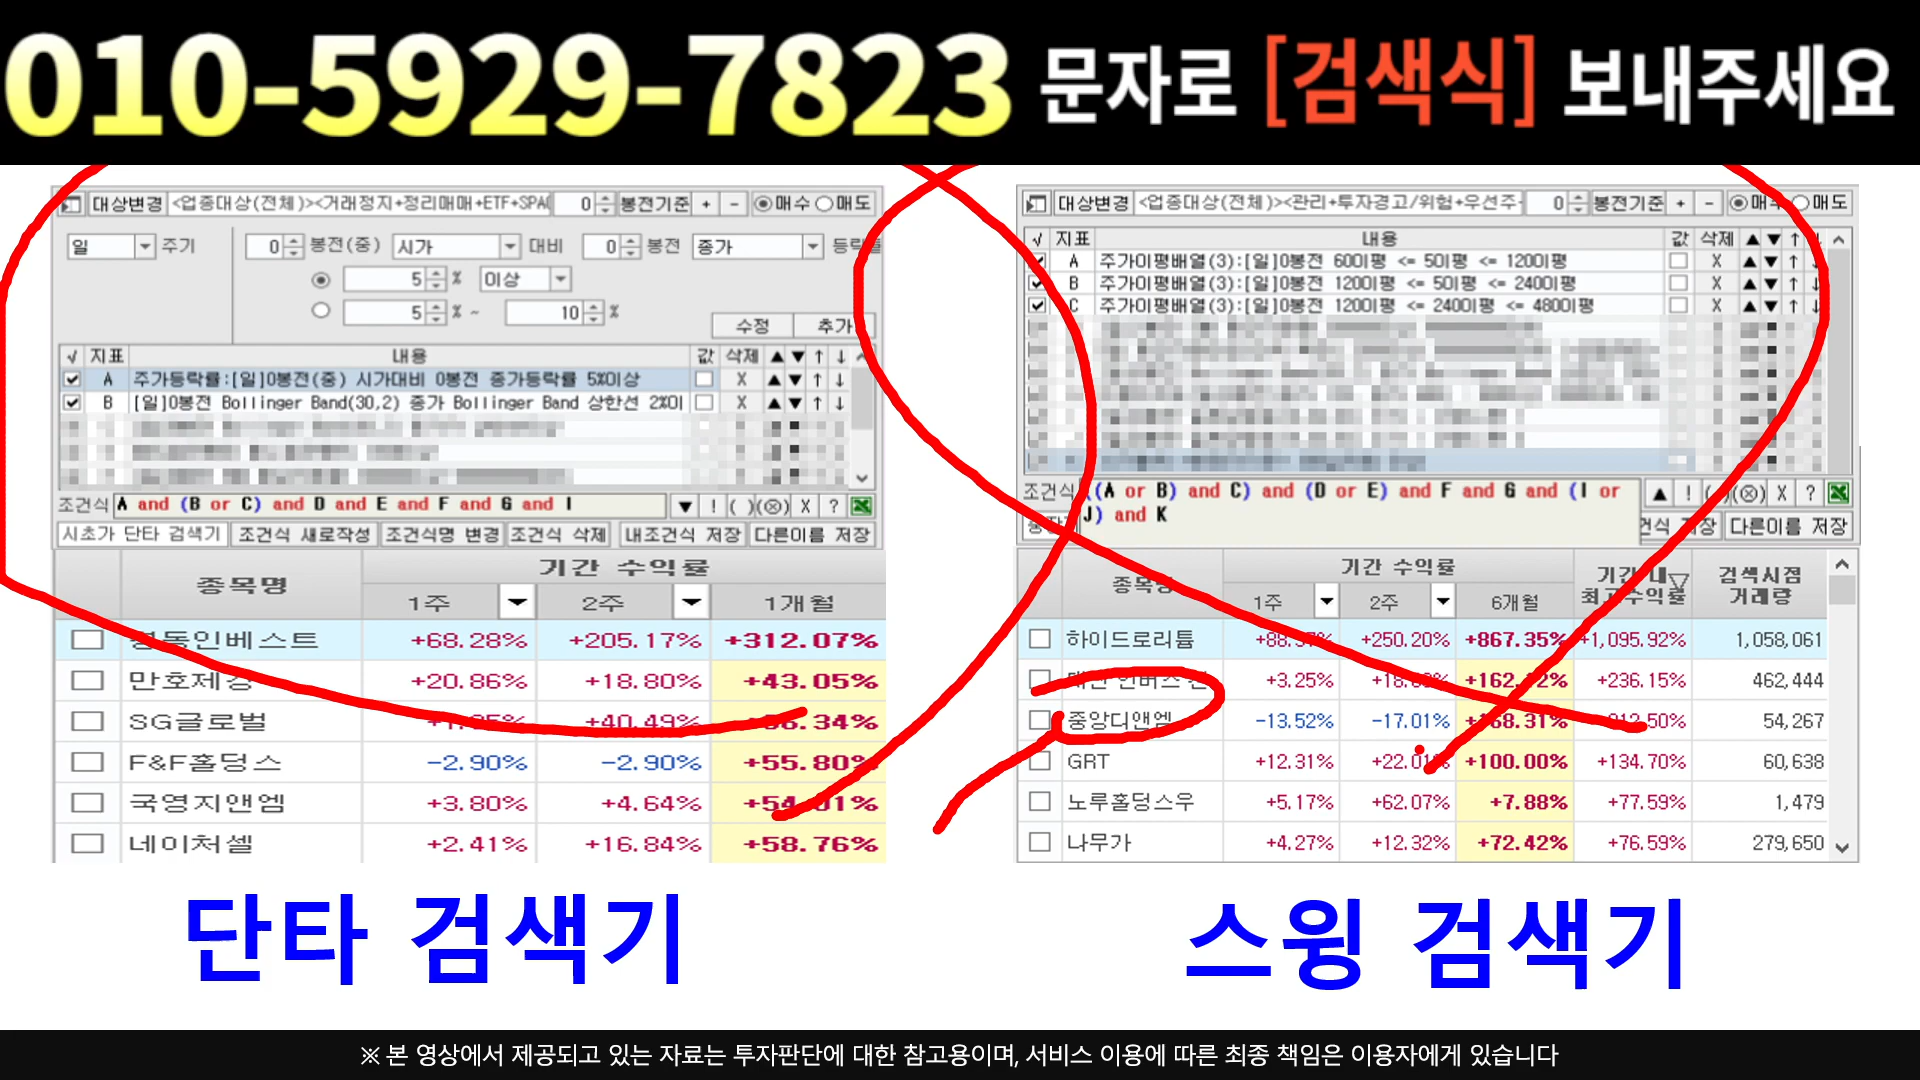 010-5929-7823 문자로 [검색식] 보내주세요
대상변경 <업종대상(전체)><거래정지+정리매매+ETF+SPAC 0 봉전기준 + - 매수 매도
일 주기 0 봉전(중) 시가 대비 0 봉전 종가
5 % 이상
5 % ~ 10 %
수정 추가
√ 지표 내용 값 삭제 ▲ ▼ ↑ ↓
A 주가등락률:[일]0봉전(중) 시가대비 0봉전 종가등락률 5%이상 X ▲ ▼ ↑ ↓
B [일]0봉전 Bollinger Band(30,2) 종가 Bollinger Band 상한선 2%이 X ▲ ▼ ↑ ↓
조건식 A and (B or C) and D and E and F and G and I ▼ ! ( ) (⊗) X ?
시초가 단타 검색기 조건식 새로작성 조건식명 변경 조건식 삭제 내조건식 저장 다른이름 저장
종목명 기간 수익률
1주 2주 1개월
+68.28% +205.17% +312.07%
만호제강 +20.86% +18.80% +43.05%
SG글로벌 +40.49%
F&F홀딩스 -2.90% -2.90% +55.80%
국영지앤엠 +3.80% +4.64%
네이처셀 +2.41% +16.84% +58.76%
단타 검색기
대상변경 <업종대상(전체)><관리+투자경고/위험+우선주+ 0 봉전기준 + - 매수 매도
√ 지표 내용 값 삭제 ▲ ▼ ↑
A 주가이평배열(3):[일]0봉전 60이평 <= 5이평 <= 120이평 X ▲ ▼ ↑ ↓
B 주가이평배열(3):[일]0봉전 120이평 <= 5이평 <= 240이평 X ▲ ▼ ↑ ↓
C 주가이평배열(3):[일]0봉전 120이평 <= 240이평 <= 480이평 X ▲ ▼ ↑ ↓
조건식 ((A or B) and C) and (D or E) and F and G and (I or ▲ ! (⊗) X ?
J) and K 저장 다른이름 저장
종목명 기간 수익률 기간 내 최고수익률 검색시점 거래량
1주 2주 6개월
하이드로리튬 +250.20% +867.35% +1,095.92% 1,058,061
+3.25% +236.15% 462,444
중앙디앤엠 -13.52% -17.01% 54,267
GRT +12.31% +100.00% +134.70% 60,638
노루홀딩스우 +5.17% +62.07% +7.88% +77.59% 1,479
나무가 +4.27% +12.32% +72.42% +76.59% 279,650
스윙 검색기
※ 본 영상에서 제공되고 있는 자료는 투자판단에 대한 참고용이며, 서비스 이용에 따른 최종 책임은 이용자에게 있습니다